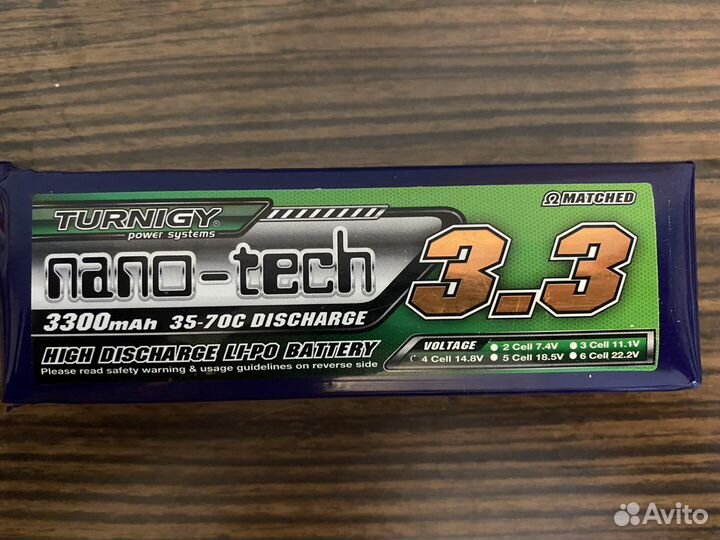 TURNIGY®
power systems
ΩMATCHED
nano-tech
3.3
3300mAh 35-70C DISCHARGE
HIGH DISCHARGE LI-PO BATTERY
Please read safety warning & usage guidelines on reverse side
VOLTAGE 2 Cell 7.4V 3 Cell 11.1V
4 Cell 14.8V 5 Cell 18.5V 6 Cell 22.2V
Avito